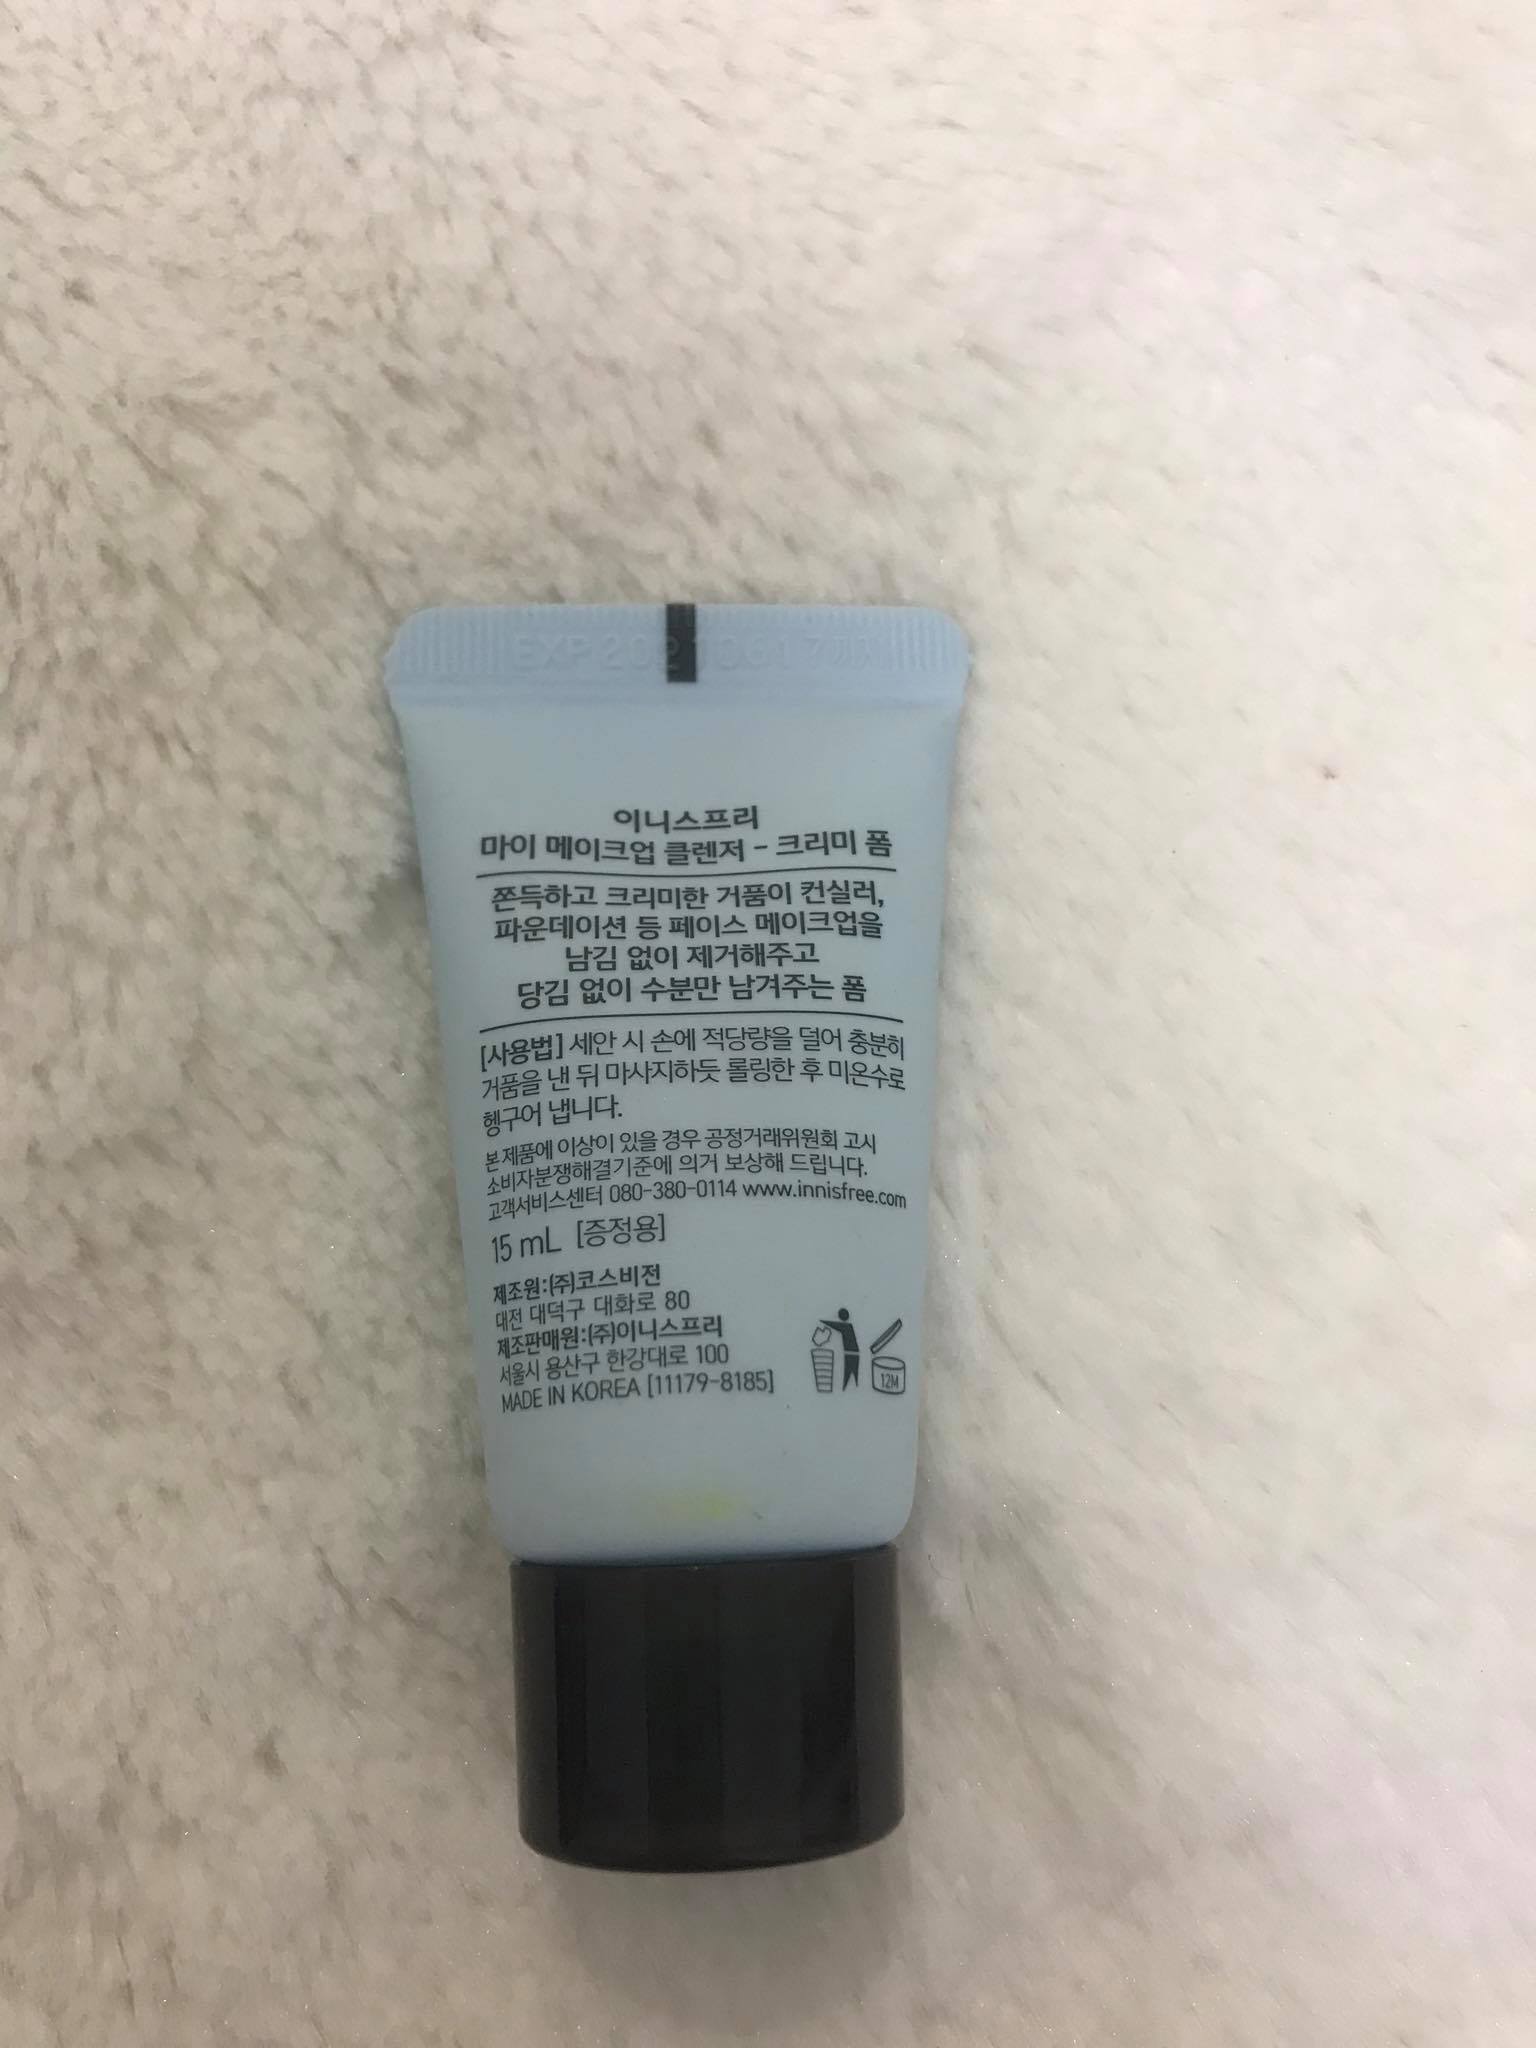 EXP 20210617까지
이니스프리
마이 메이크업 클렌저 - 크리미 폼
쫀득하고 크리미한 거품이 컨실러,
파운데이션 등 페이스 메이크업을
남김 없이 제거해주고
당김 없이 수분만 남겨주는 폼
[사용법] 세안 시 손에 적당량을 덜어 충분히
거품을 낸 뒤 마사지하듯 롤링한 후 미온수로
헹구어 냅니다.
본 제품에 이상이 있을 경우 공정거래위원회 고시
소비자분쟁해결기준에 의거 보상해 드립니다.
고객서비스센터 080-380-0114 www.innisfree.com
15 mL [증정용]
제조원:(주)코스비전
대전 대덕구 대화로 80
제조판매원:(주)이니스프리
서울시 용산구 한강대로 100
MADE IN KOREA [11179-8185]
12M